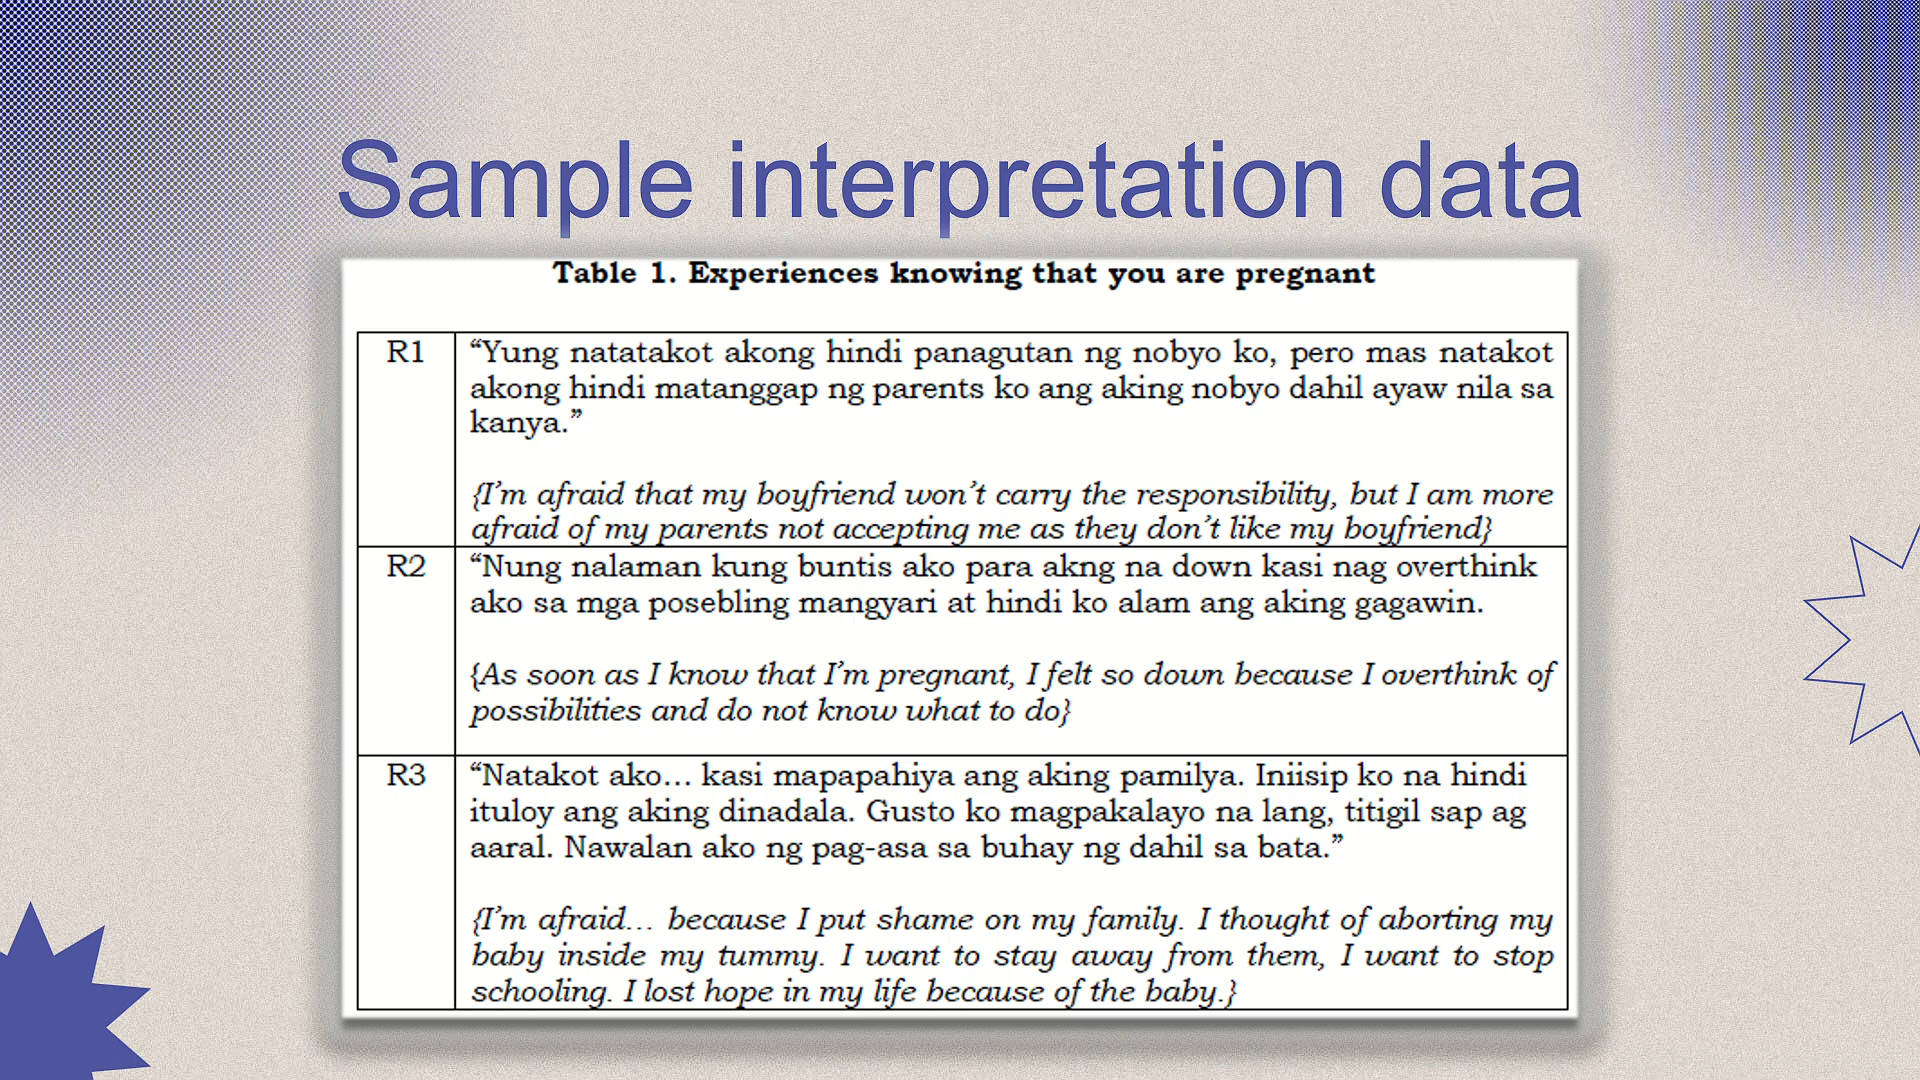 Sample interpretation data
Table 1. Experiences knowing that you are pregnant
R1
“Yung natatakot akong hindi panagutan ng nobyo ko, pero mas natakot
akong hindi matanggap ng parents ko ang aking nobyo dahil ayaw nila sa
kanya.”
{I’m afraid that my boyfriend won’t carry the responsibility, but I am more
afraid of my parents not accepting me as they don’t like my boyfriend}
R2
“Nung nalaman kung buntis ako para akng na down kasi nag overthink
ako sa mga posebling mangyari at hindi ko alam ang aking gagawin.
{As soon as I know that I’m pregnant, I felt so down because I overthink of
possibilities and do not know what to do}
R3
“Natakot ako… kasi mapapahiya ang aking pamilya. Iniisip ko na hindi
ituloy ang aking dinadala. Gusto ko magpakalayo na lang, titigil sap ag
aaral. Nawalan ako ng pag-asa sa buhay ng dahil sa bata.”
{I’m afraid… because I put shame on my family. I thought of aborting my
baby inside my tummy. I want to stay away from them, I want to stop
schooling. I lost hope in my life because of the baby.}